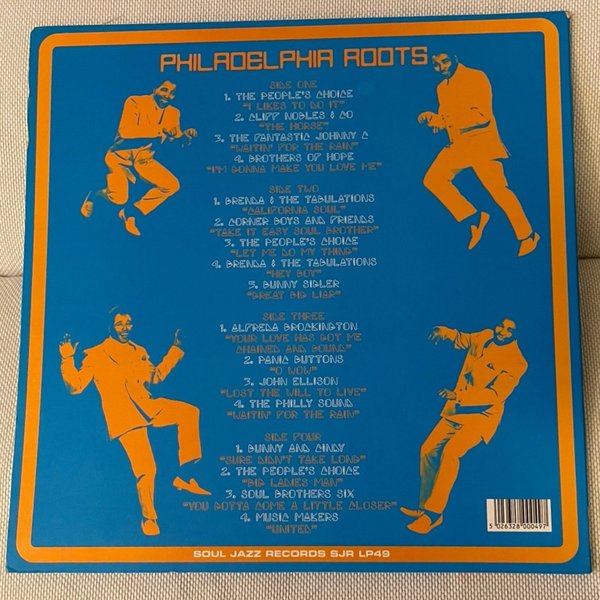 PHILADELPHIA ROOTS
SIDE ONE
1. THE PEOPLE'S CHOICE
"I LIKES TO DO IT"
2. CLIFF NOBLES & CO
"THE HORSE"
3. THE FANTASTIC JOHNNY C
"WAITIN' FOR THE RAIN"
4. BROTHERS OF HOPE
"I'M GONNA MAKE YOU LOVE ME"
SIDE TWO
1. BRENDA & THE TABULATIONS
"CALIFORNIA SOUL"
2. CORNER BOYS AND FRIENDS
"TAKE IT EASY SOUL BROTHER"
3. THE PEOPLE'S CHOICE
"LET ME DO MY THING"
4. BRENDA & THE TABULATIONS
"HEY BOY"
5. BUNNY SIGLER
"GREAT BIG LIAR"
SIDE THREE
1. ALFREDA BROCKINGTON
"YOUR LOVE HAS GOT ME
CHAINED AND BOUND"
2. PANIC BUTTONS
"O WOW"
3. JOHN ELLISON
"LOST THE WILL TO LIVE"
4. THE PHILLY SOUND
"WAITIN' FOR THE RAIN"
SIDE FOUR
1. BUNNY AND CINDY
"SURE DIDN'T TAKE LONG"
2. THE PEOPLE'S CHOICE
"BIG LADIES MAN"
3. SOUL BROTHERS SIX
"YOU GOTTA COME A LITTLE CLOSER"
4. MUSIC MAKERS
"UNITED"
5 026328 000497
SOUL JAZZ RECORDS SJR LP49